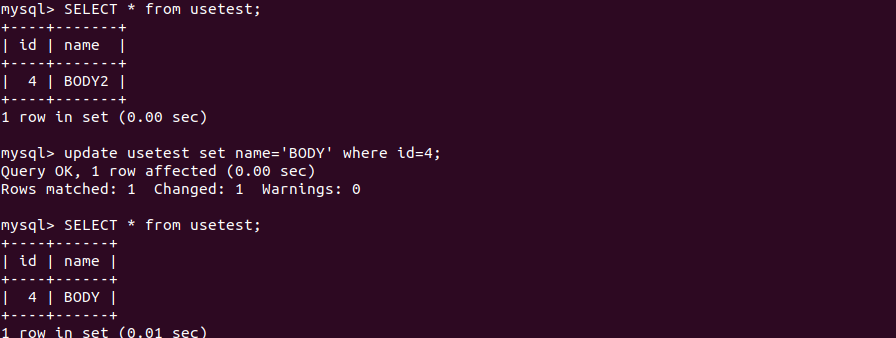 mysql> SELECT * from usetest;
+----+-------+
| id | name  |
+----+-------+
|  4 | BODY2 |
+----+-------+
1 row in set (0.00 sec)
mysql> update usetest set name='BODY' where id=4;
Query OK, 1 row affected (0.00 sec)
Rows matched: 1  Changed: 1  Warnings: 0
mysql> SELECT * from usetest;
+----+------+
| id | name |
+----+------+
|  4 | BODY |
+----+------+
1 row in set (0.01 sec)